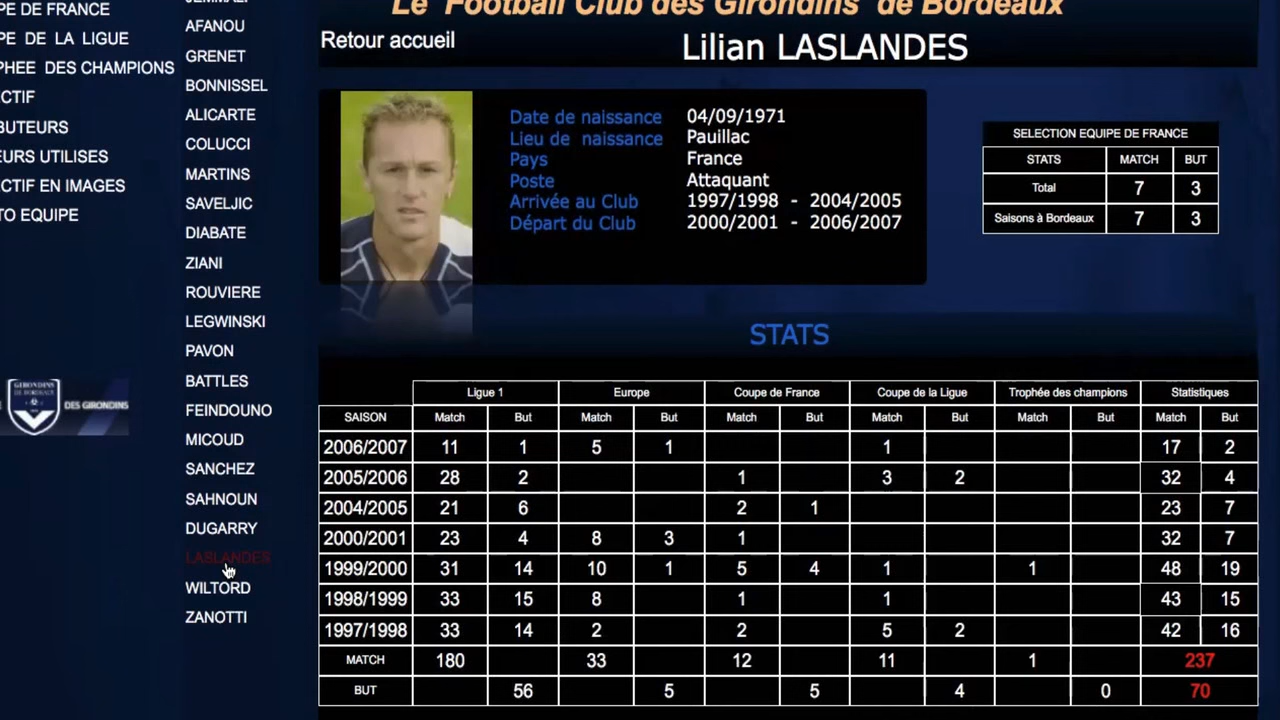 PE DE FRANCE
PE DE LA LIGUE
PHEE DES CHAMPIONS
CTIF
BUTEURS
EURS UTILISES
CTIF EN IMAGES
TO EQUIPE
GIRONDINS
DE BORDEAUX
DES GIRONDINS
AFANOU
GRENET
BONNISSEL
ALICARTE
COLUCCI
MARTINS
SAVELJIC
DIABATE
ZIANI
ROUVIERE
LEGWINSKI
PAVON
BATTLES
FEINDOUNO
MICOUD
SANCHEZ
SAHNOUN
DUGARRY
LASLANDES
WILTORD
ZANOTTI
Le Football Club des Girondins de Bordeaux
Retour accueil
Lilian LASLANDES
Date de naissance 04/09/1971
Lieu de naissance Pauillac
Pays France
Poste Attaquant
Arrivée au Club 1997/1998 - 2004/2005
Départ du Club 2000/2001 - 2006/2007
SELECTION EQUIPE DE FRANCE
STATS MATCH BUT
Total 7 3
Saisons à Bordeaux 7 3
STATS
Ligue 1 Europe Coupe de France Coupe de la Ligue Trophée des champions Statistiques
SAISON Match But Match But Match But Match But Match But Match But
2006/2007 11 1 5 1 1 17 2
2005/2006 28 2 1 3 2 32 4
2004/2005 21 6 2 1 23 7
2000/2001 23 4 8 3 1 32 7
1999/2000 31 14 10 1 5 4 1 1 48 19
1998/1999 33 15 8 1 1 43 15
1997/1998 33 14 2 2 5 2 42 16
MATCH 180 33 12 11 1 237
BUT 56 5 5 4 0 70